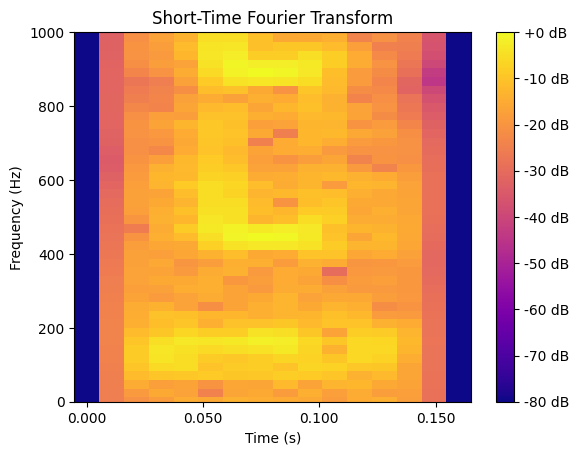 Short-Time Fourier Transform
1000
800
600
400
200
0
Frequency (Hz)
0.000
0.050
0.100
0.150
Time (s)
+0 dB
-10 dB
-20 dB
-30 dB
-40 dB
-50 dB
-60 dB
-70 dB
-80 dB